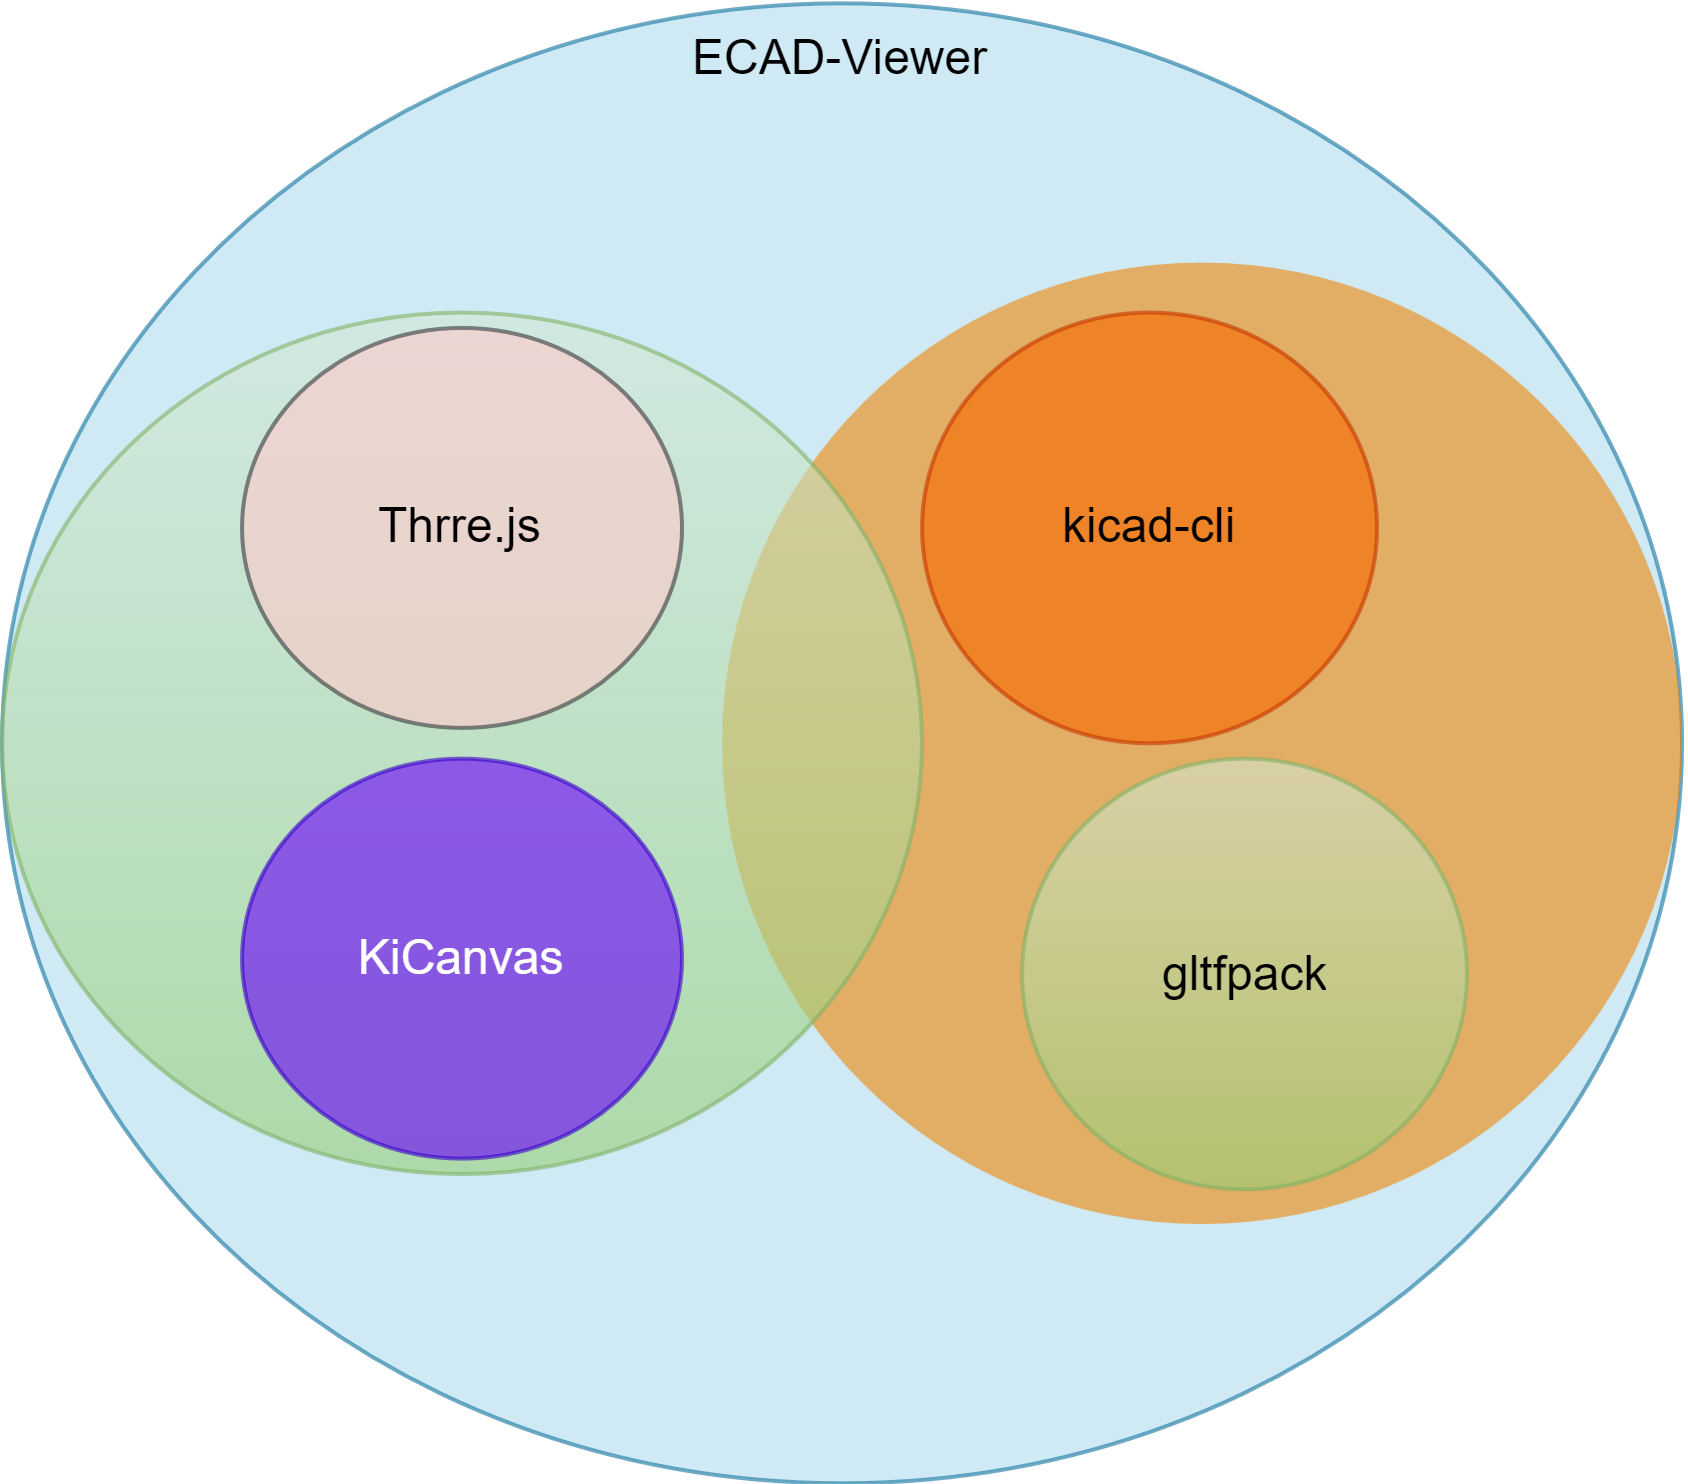 ECAD-Viewer
Thrre.js
kicad-cli
KiCanvas
gltfpack